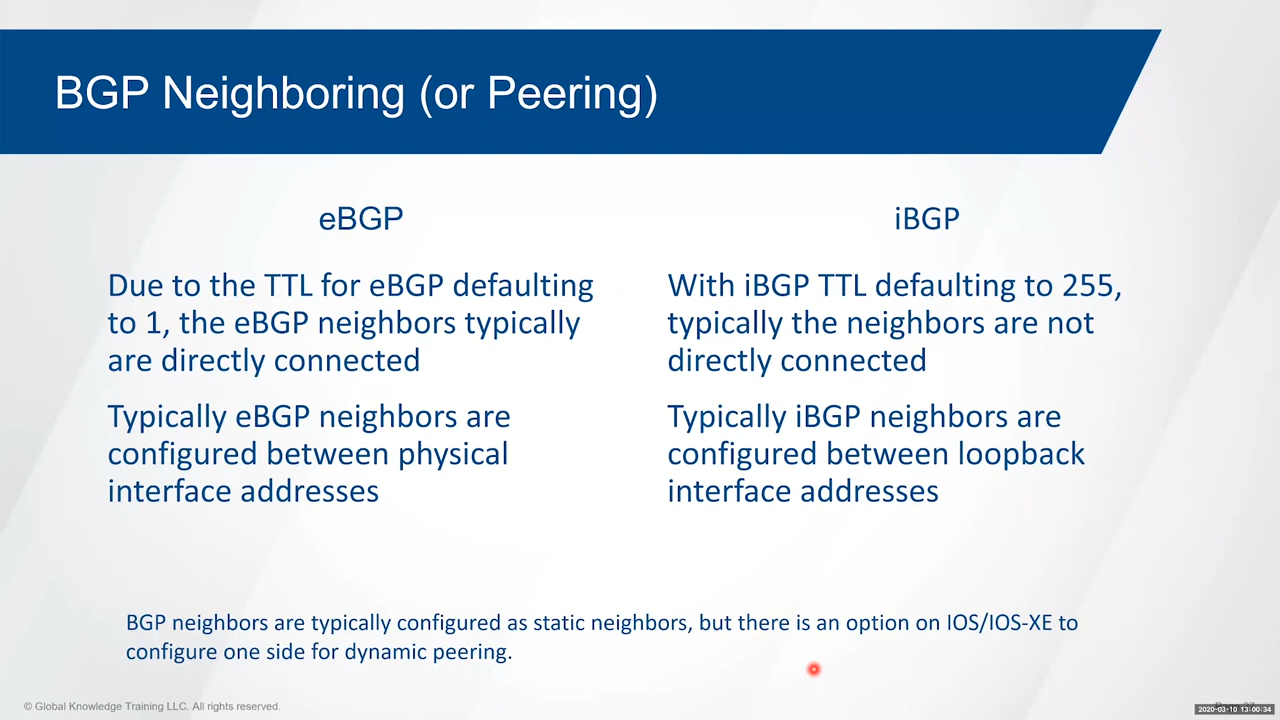 BGP Neighboring (or Peering)
eBGP
Due to the TTL for eBGP defaulting
to 1, the eBGP neighbors typically
are directly connected
Typically eBGP neighbors are
configured between physical
interface addresses
iBGP
With iBGP TTL defaulting to 255,
typically the neighbors are not
directly connected
Typically iBGP neighbors are
configured between loopback
interface addresses
BGP neighbors are typically configured as static neighbors, but there is an option on IOS/IOS-XE to
configure one side for dynamic peering.
© Global Knowledge Training LLC. All rights reserved.
2020-03-10 13:00:34